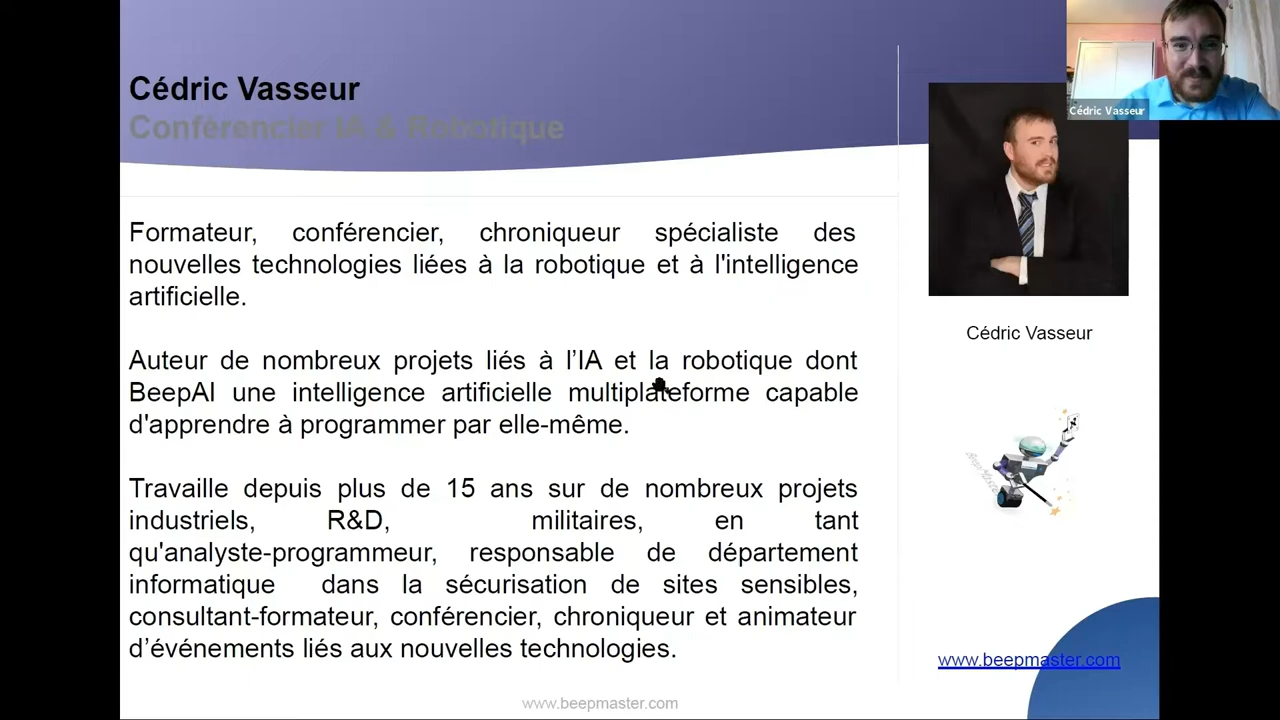 Cédric Vasseur
Conférencier IA & Robotique
Cédric Vasseur
Formateur, conférencier, chroniqueur spécialiste des
nouvelles technologies liées à la robotique et à l'intelligence
artificielle.
Auteur de nombreux projets liés à l’IA et la robotique dont
BeepAI une intelligence artificielle multiplateforme capable
d'apprendre à programmer par elle-même.
Travaille depuis plus de 15 ans sur de nombreux projets
industriels, R&D, militaires, en tant
qu'analyste-programmeur, responsable de département
informatique dans la sécurisation de sites sensibles,
consultant-formateur, conférencier, chroniqueur et animateur
d’événements liés aux nouvelles technologies.
Cédric Vasseur
BeepMaster
www.beepmaster.com
www.beepmaster.com